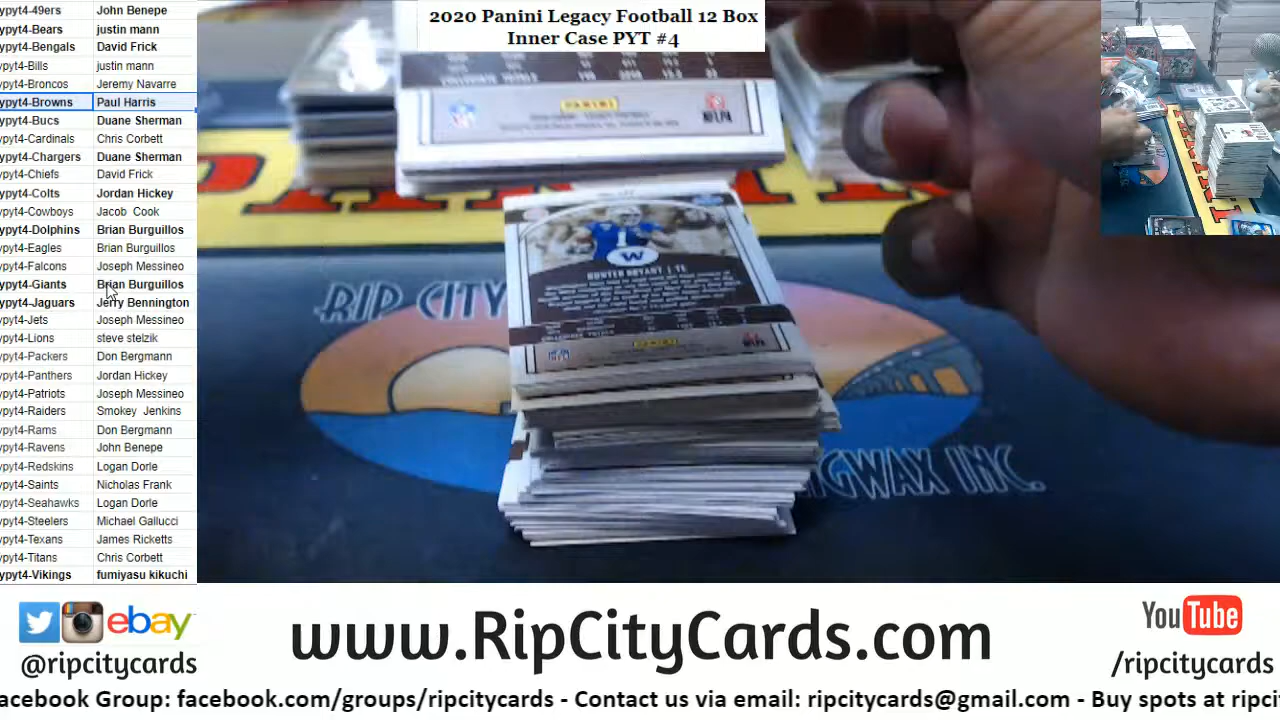 ypyt4-49ers John Benepe
ypyt4-Bears justin mann
ypyt4-Bengals David Frick
ypyt4-Bills justin mann
ypyt4-Broncos Jeremy Navarre
ypyt4-Browns Paul Harris
ypyt4-Bucs Duane Sherman
ypyt4-Cardinals Chris Corbett
ypyt4-Chargers Duane Sherman
ypyt4-Chiefs David Frick
ypyt4-Colts Jordan Hickey
ypyt4-Cowboys Jacob Cook
ypyt4-Dolphins Brian Burguillos
ypyt4-Eagles Brian Burguillos
ypyt4-Falcons Joseph Messineo
ypyt4-Giants Brian Burguillos
ypyt4-Jaguars Jerry Bennington
ypyt4-Jets Joseph Messineo
ypyt4-Lions steve stelzik
ypyt4-Packers Don Bergmann
ypyt4-Panthers Jordan Hickey
ypyt4-Patriots Joseph Messineo
ypyt4-Raiders Smokey Jenkins
ypyt4-Rams Don Bergmann
ypyt4-Ravens John Benepe
ypyt4-Redskins Logan Dorle
ypyt4-Saints Nicholas Frank
ypyt4-Seahawks Logan Dorle
ypyt4-Steelers Michael Gallucci
ypyt4-Texans James Ricketts
ypyt4-Titans Chris Corbett
ypyt4-Vikings fumiyasu kikuchi
2020 Panini Legacy Football 12 Box
Inner Case PYT #4
PANINI
NFLPA
W
HUNTER BRYANT | TE
PANINI
RIP CITY
GWAX INC.
ebay
@ripcitycards
www.RipCityCards.com
YouTube
/ripcitycards
acebook Group: facebook.com/groups/ripcitycards - Contact us via email: ripcitycards@gmail.com - Buy spots at ripci